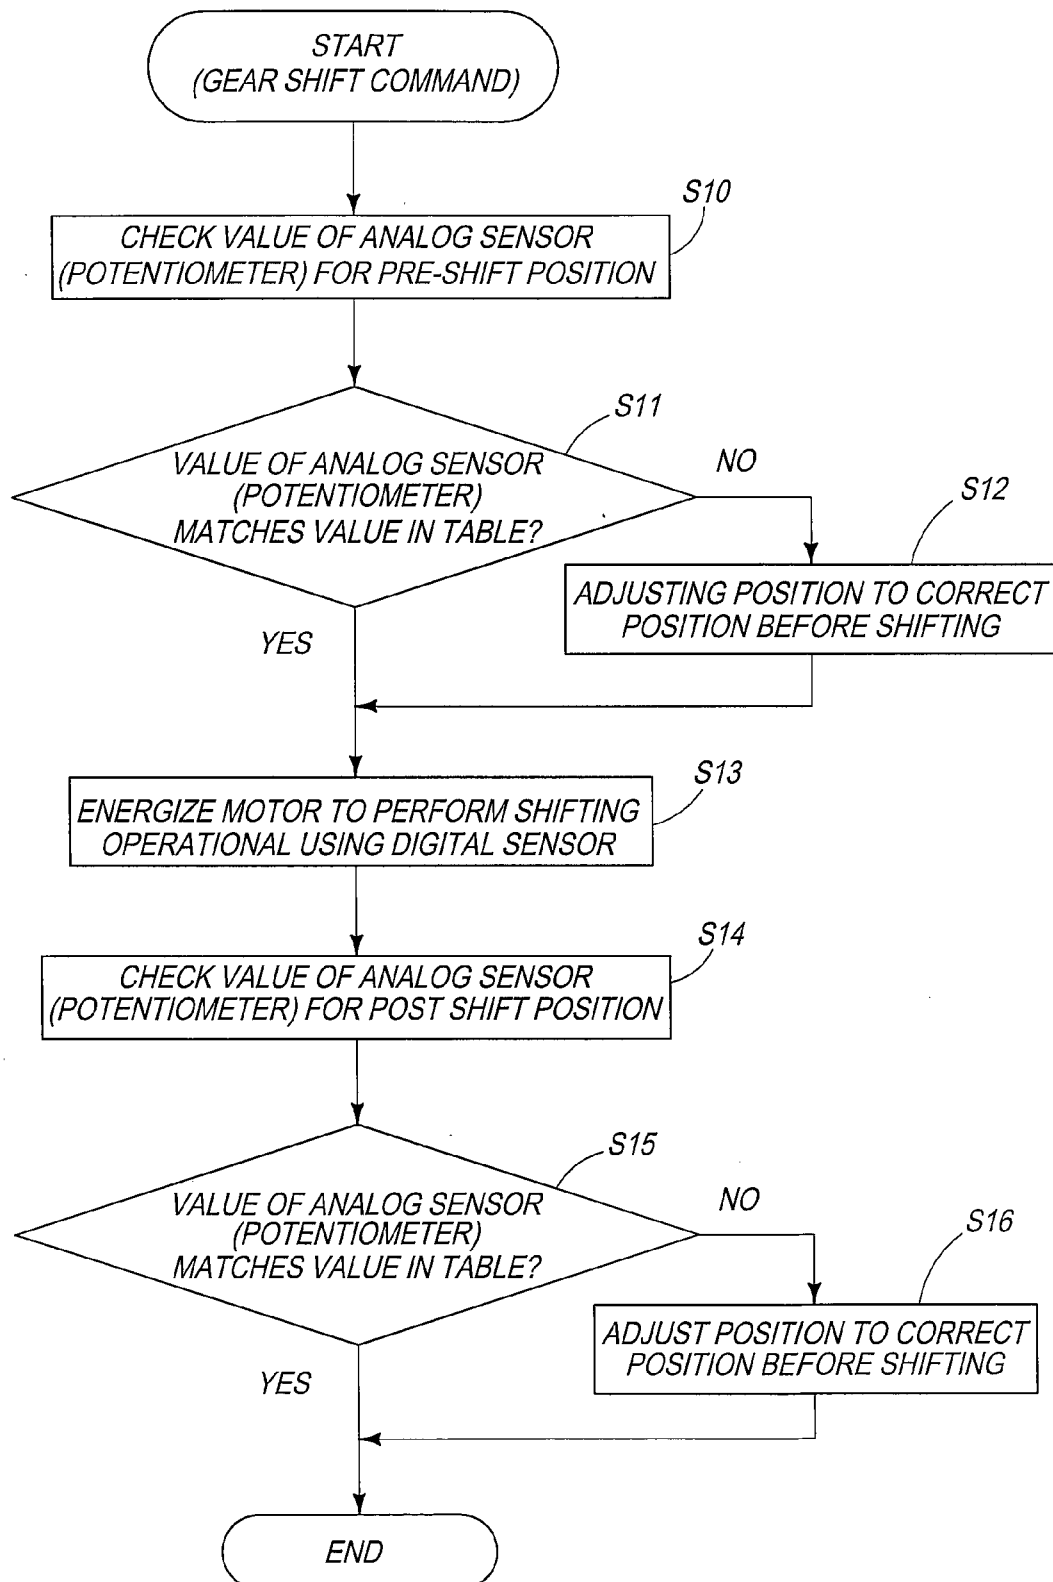 START
(GEAR SHIFT COMMAND)
S10
CHECK VALUE OF ANALOG SENSOR
(POTENTIOMETER) FOR PRE-SHIFT POSITION
S11
VALUE OF ANALOG SENSOR
(POTENTIOMETER)
MATCHES VALUE IN TABLE?
NO
S12
ADJUSTING POSITION TO CORRECT
POSITION BEFORE SHIFTING
YES
S13
ENERGIZE MOTOR TO PERFORM SHIFTING
OPERATIONAL USING DIGITAL SENSOR
S14
CHECK VALUE OF ANALOG SENSOR
(POTENTIOMETER) FOR POST SHIFT POSITION
S15
VALUE OF ANALOG SENSOR
(POTENTIOMETER)
MATCHES VALUE IN TABLE?
NO
S16
ADJUST POSITION TO CORRECT
POSITION BEFORE SHIFTING
YES
END